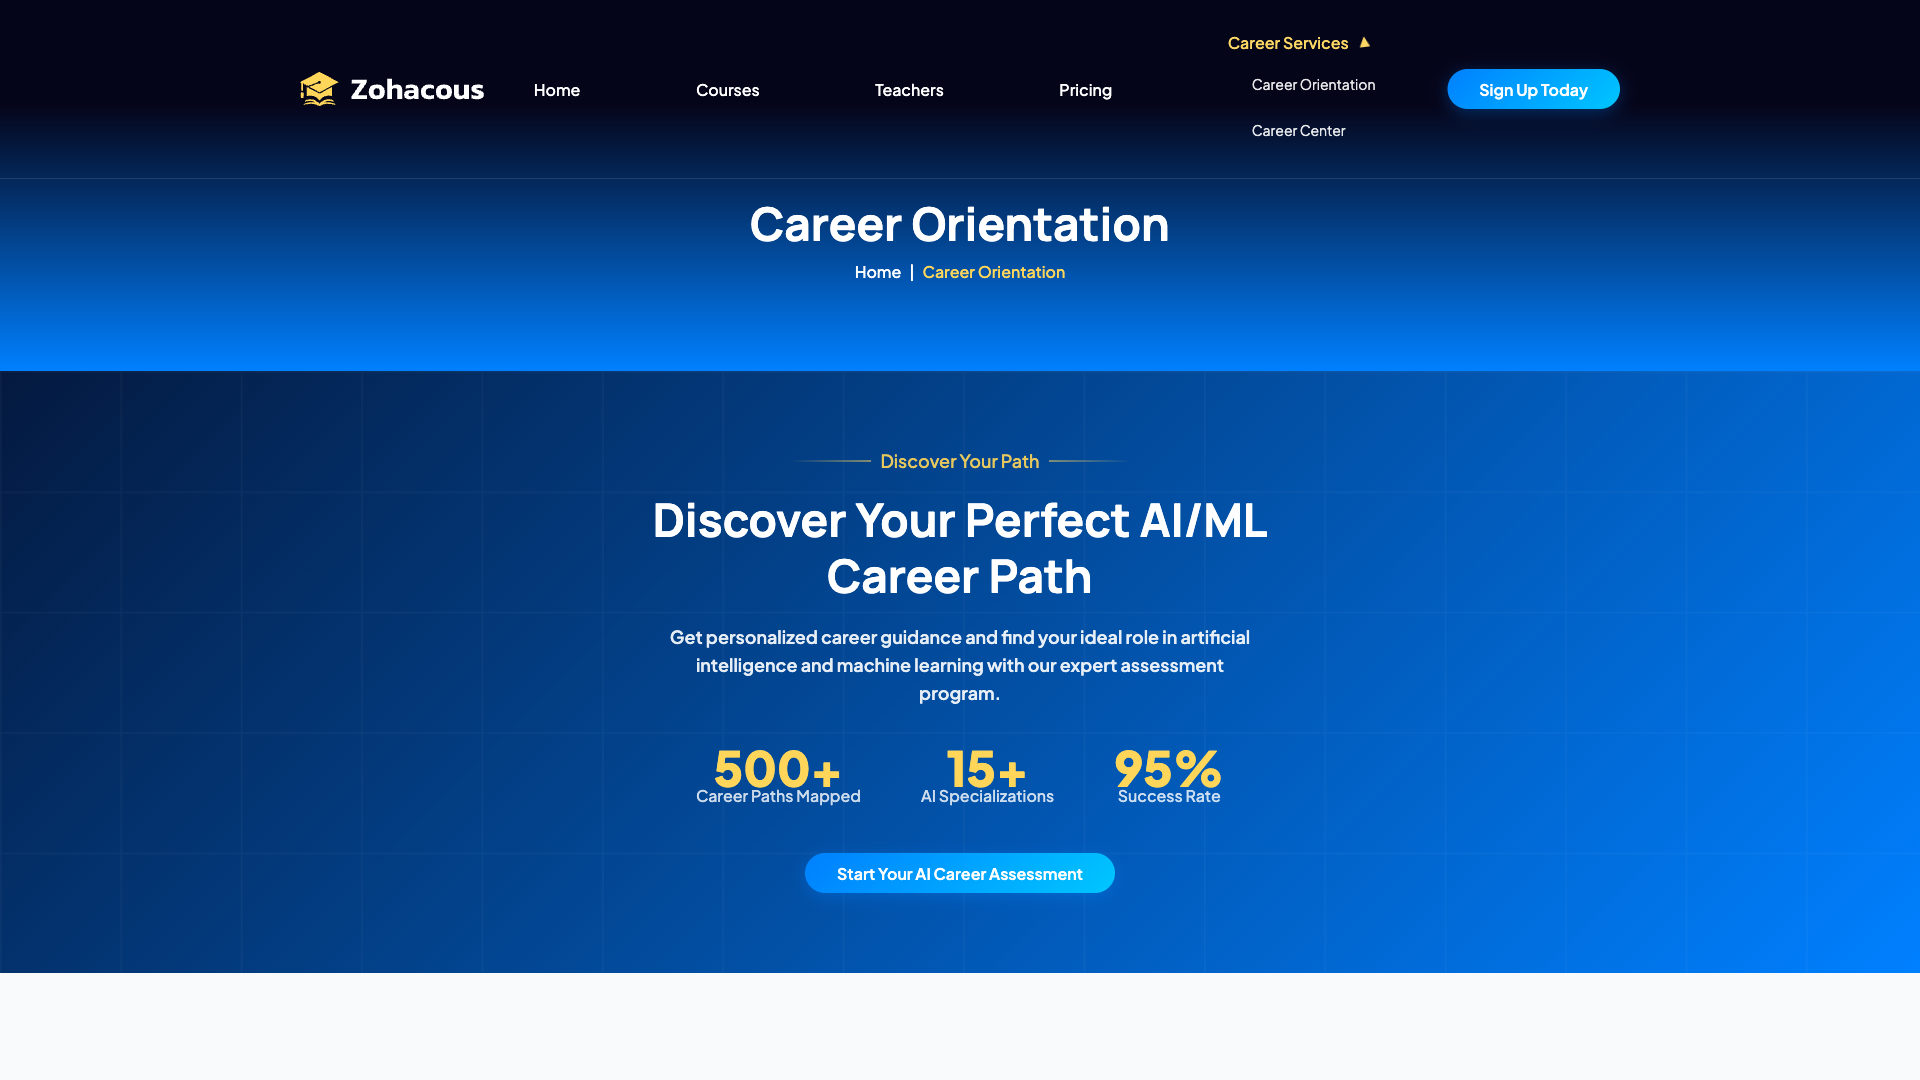 Zohacous
Home
Courses
Teachers
Pricing
Career Services
Career Orientation
Career Center
Sign Up Today
Career Orientation
Home | Career Orientation
Discover Your Path
Discover Your Perfect AI/ML
Career Path
Get personalized career guidance and find your ideal role in artificial
intelligence and machine learning with our expert assessment
program.
500+
Career Paths Mapped
15+
AI Specializations
95%
Success Rate
Start Your AI Career Assessment